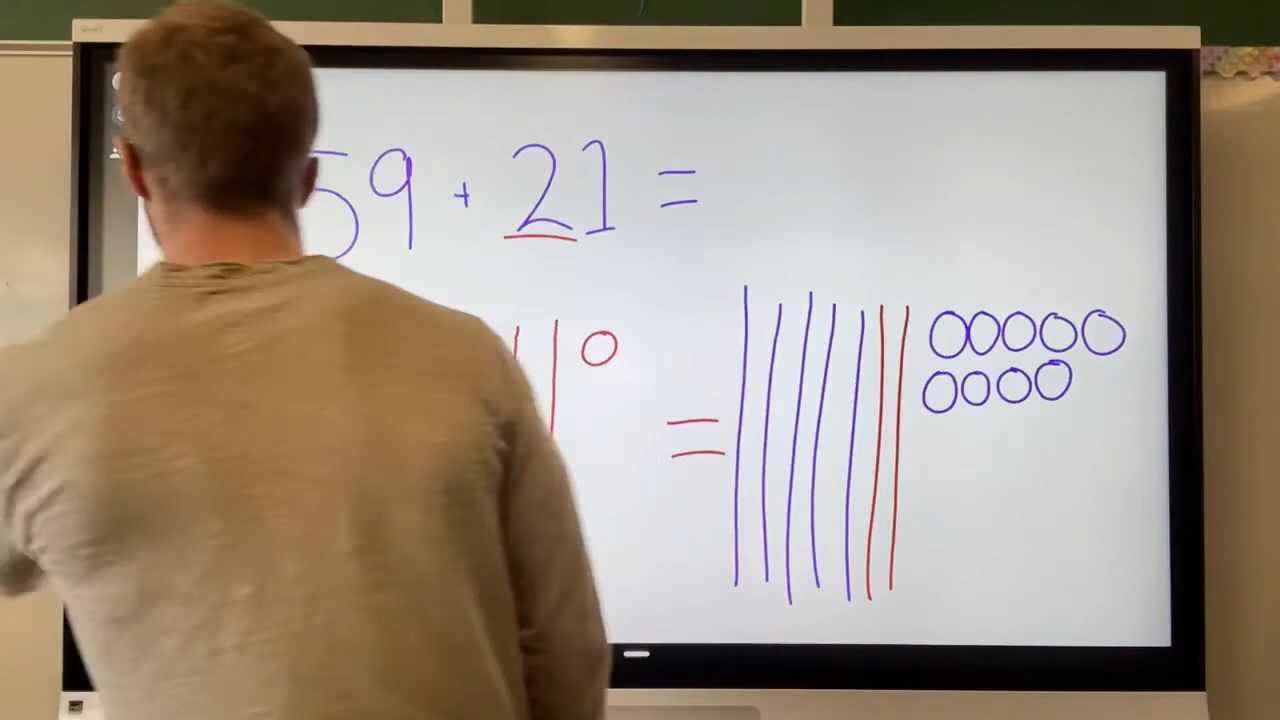 59 + 21 =
=